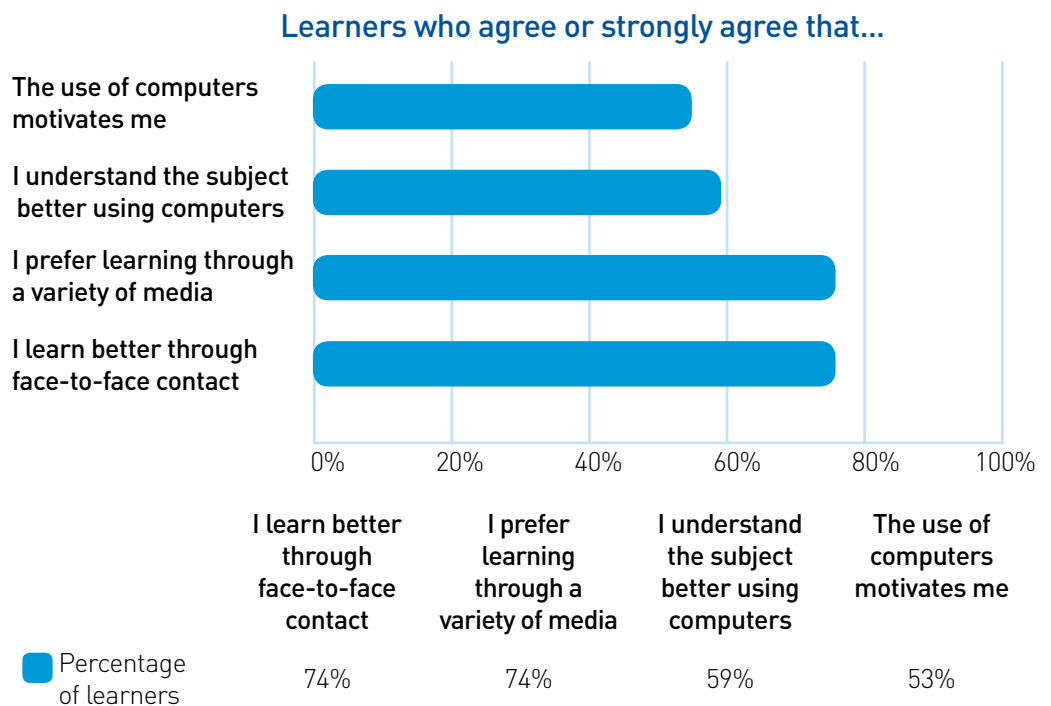 Learners who agree or strongly agree that...
The use of computers
motivates me
I understand the subject
better using computers
I prefer learning through
a variety of media
I learn better through
face-to-face contact
0% 20% 40% 60% 80% 100%
I learn better
through
face-to-face
contact
I prefer
learning
through a
variety of media
I understand
the subject
better using
computers
The use of
computers
motivates me
Percentage
of learners
74% 74% 59% 53%